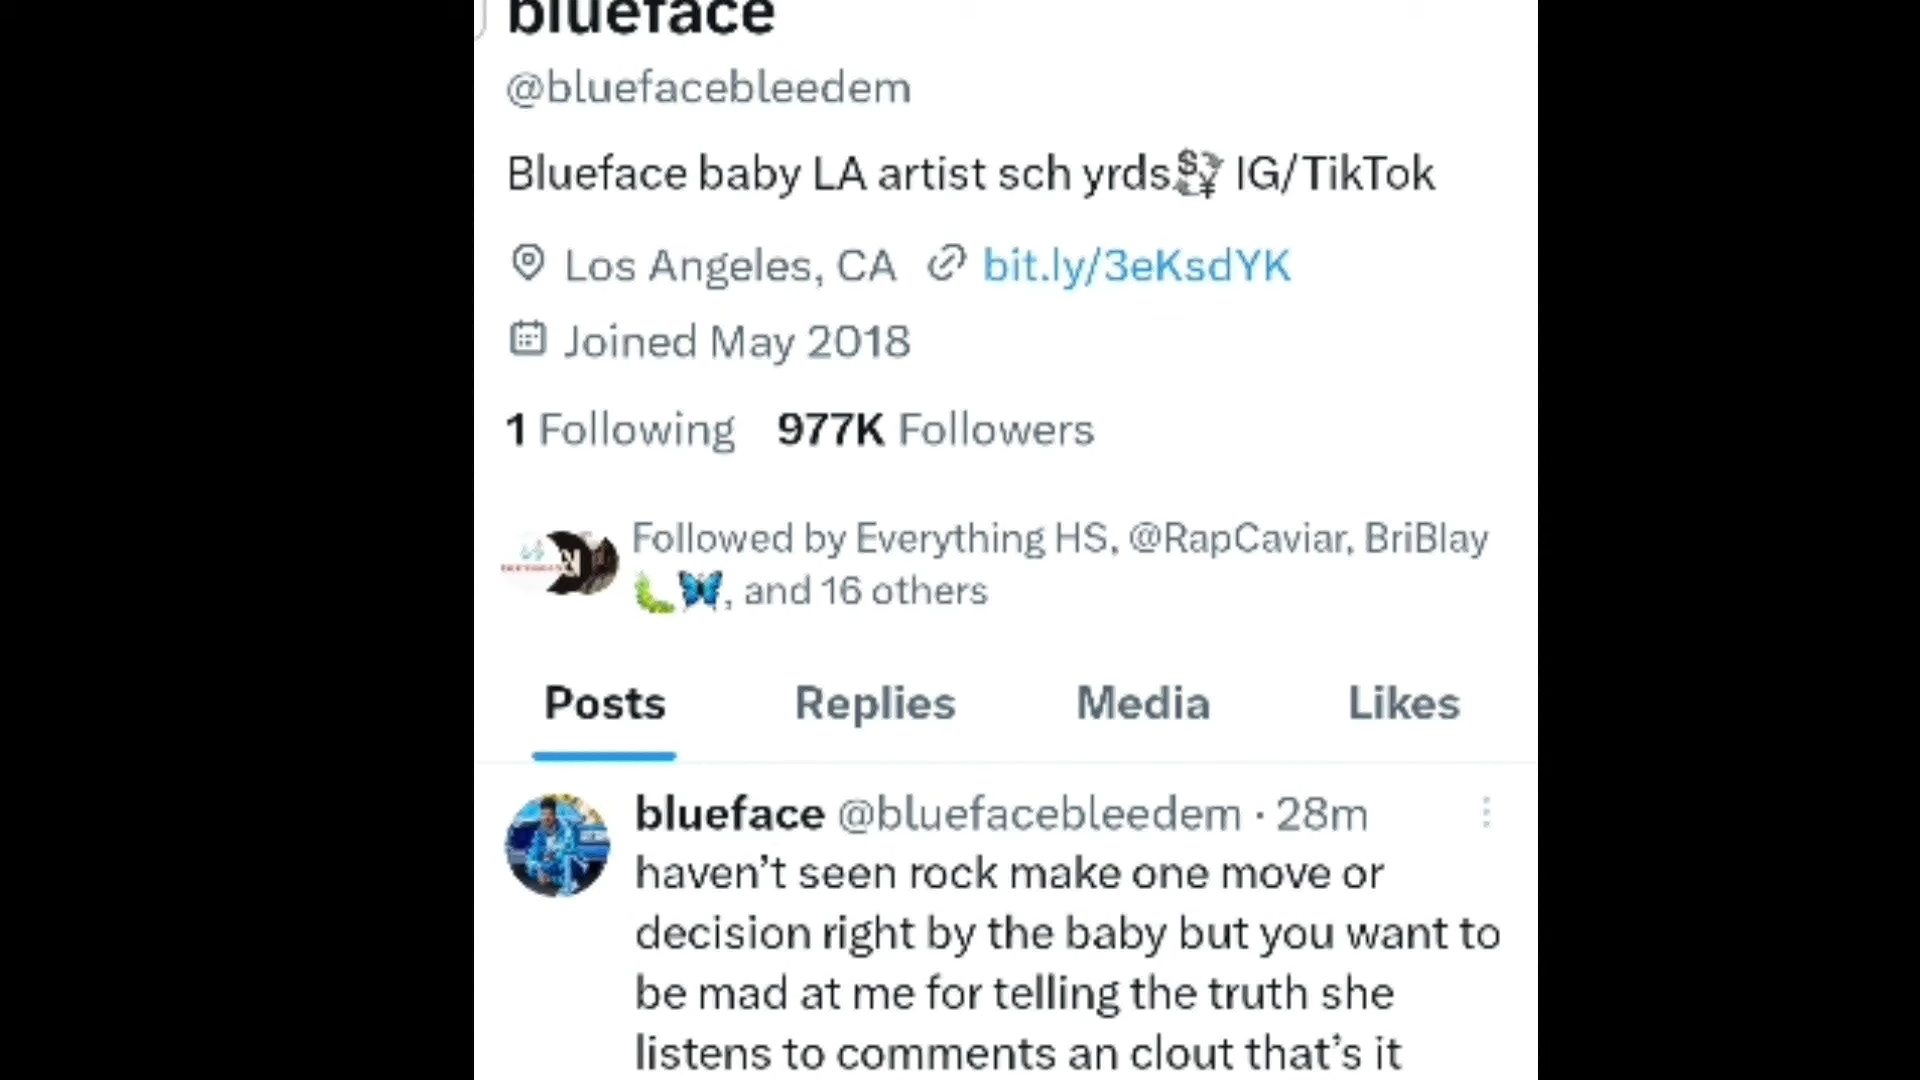 blueface
@bluefacebleedem
Blueface baby LA artist sch yrds💱 IG/TikTok
Los Angeles, CA bit.ly/3eKsdYK
Joined May 2018
1 Following 977K Followers
Followed by Everything HS, @RapCaviar, BriBlay
🐛🦋, and 16 others
Posts Replies Media Likes
blueface @bluefacebleedem · 28m
haven’t seen rock make one move or
decision right by the baby but you want to
be mad at me for telling the truth she
listens to comments an clout that’s it